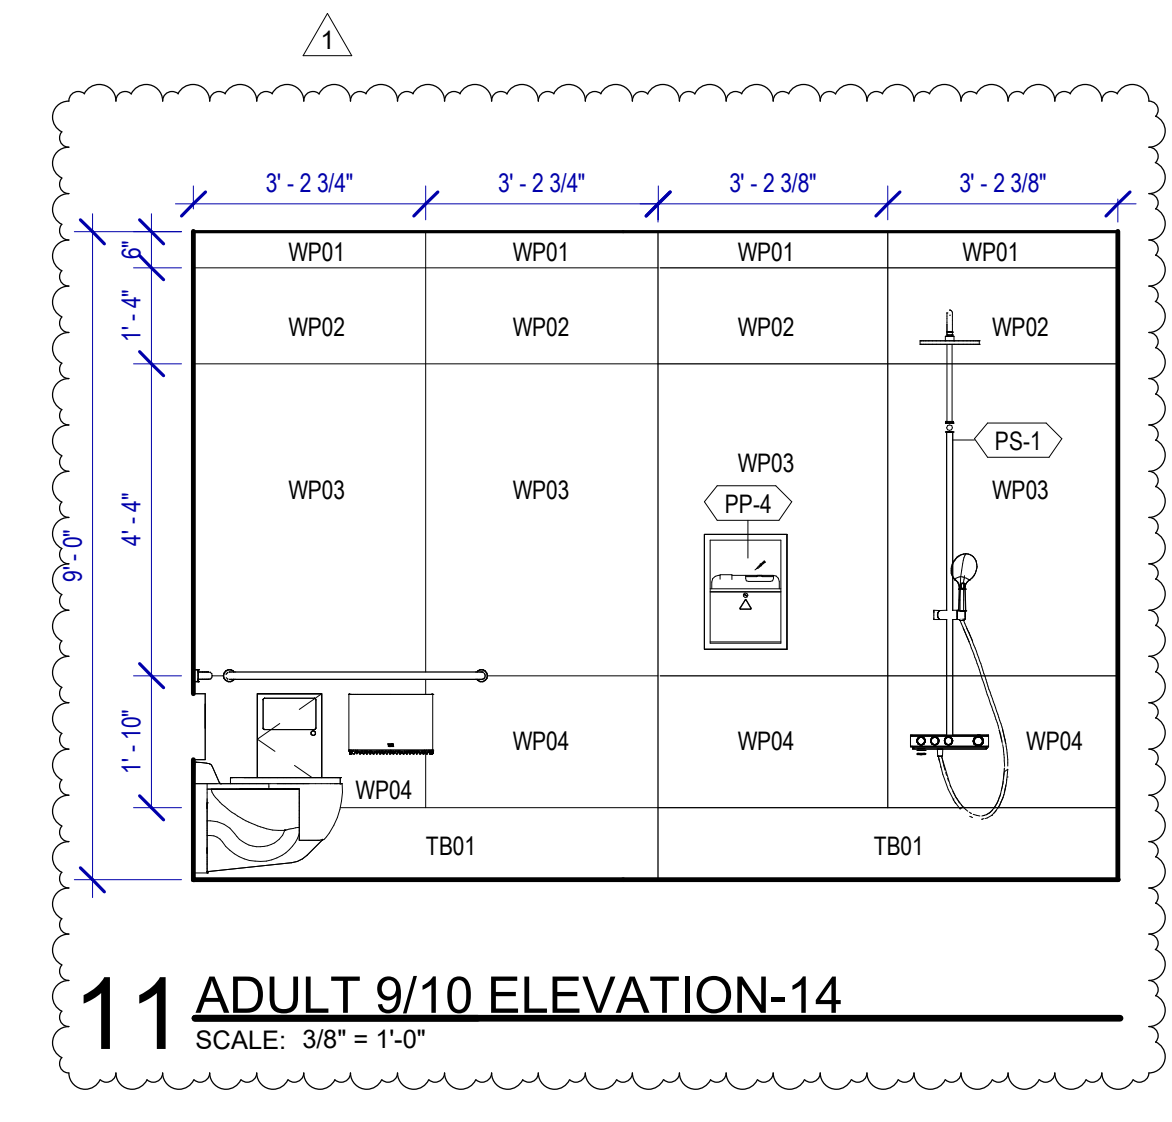 1
3' - 2 3/4" 3' - 2 3/4" 3' - 2 3/8" 3' - 2 3/8"
6"
WP01 WP01 WP01 WP01
1' - 4"
WP02 WP02 WP02 WP02
PS-1
WP03
WP03 WP03 WP03
PP-4
4' - 4"
9' - 0"
1' - 10"
WP04 WP04 WP04
WP04
TB01 TB01
11 ADULT 9/10 ELEVATION-14
SCALE: 3/8" = 1'-0"